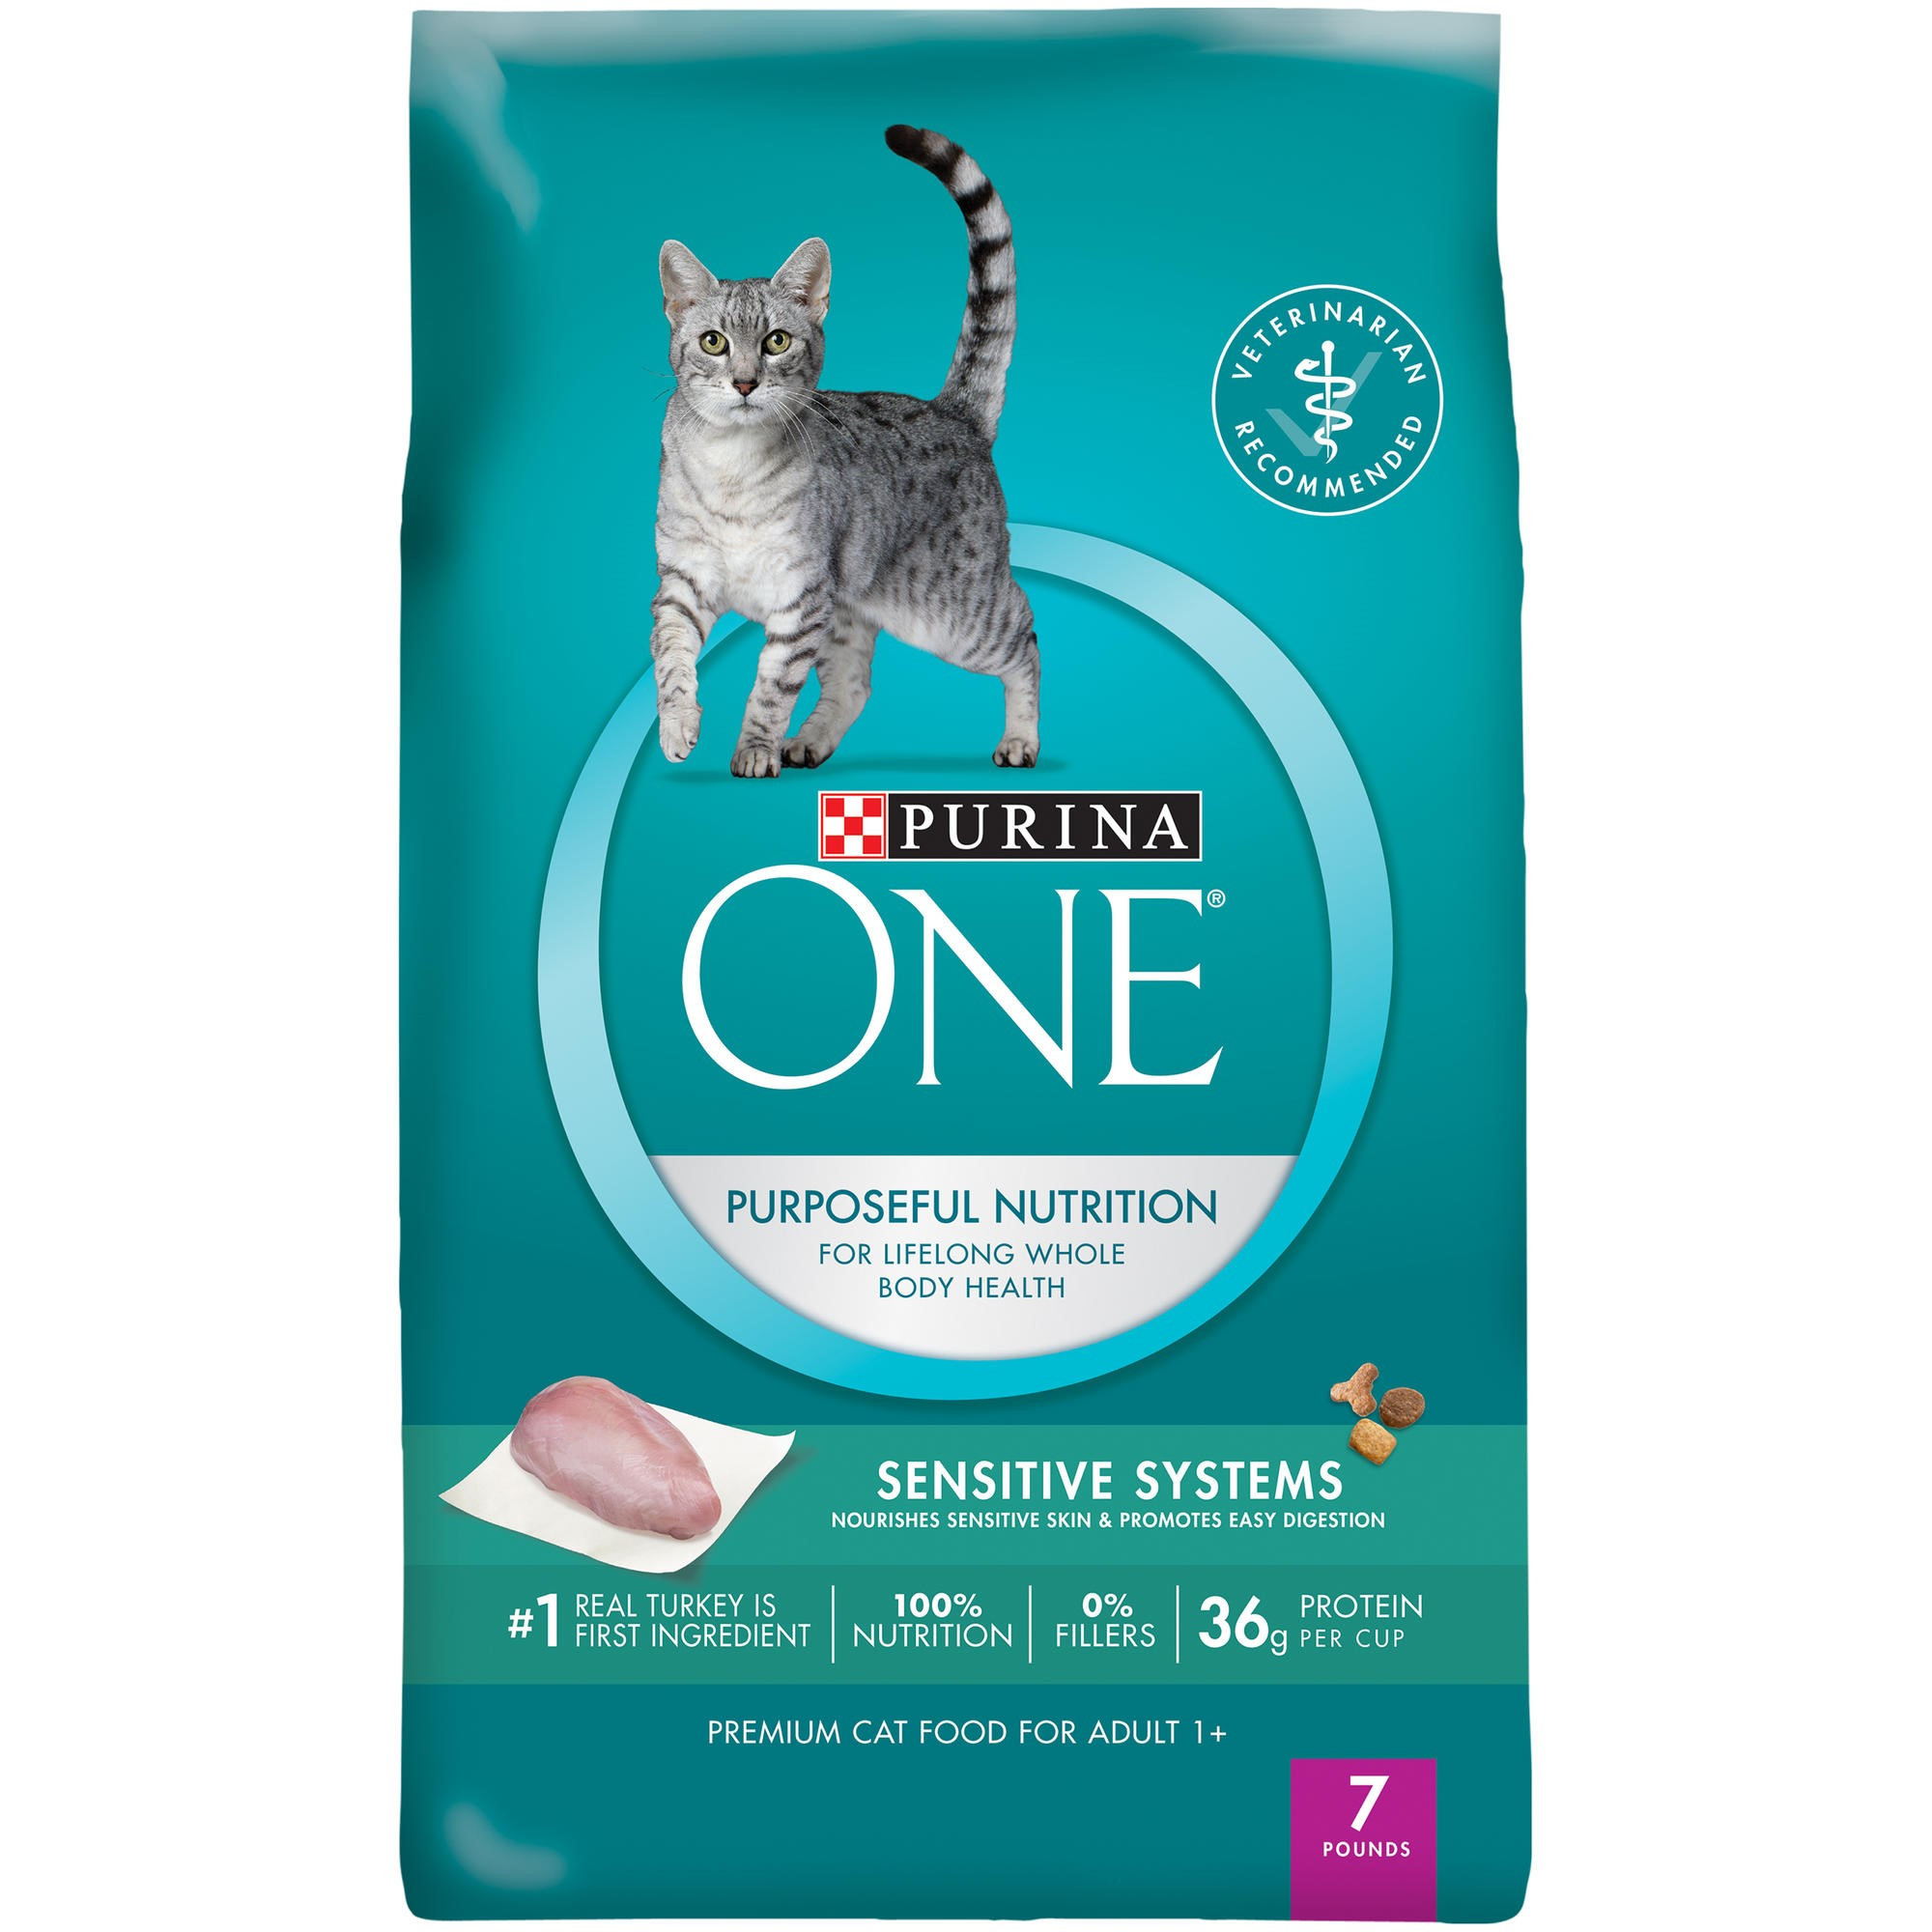 VETERINARIAN
RECOMMENDED
PURINA
ONE®
PURPOSEFUL NUTRITION
FOR LIFELONG WHOLE
BODY HEALTH
SENSITIVE SYSTEMS
NOURISHES SENSITIVE SKIN & PROMOTES EASY DIGESTION
#1 REAL TURKEY IS
FIRST INGREDIENT
100%
NUTRITION
0%
FILLERS
36g PROTEIN
PER CUP
PREMIUM CAT FOOD FOR ADULT 1+
7
POUNDS